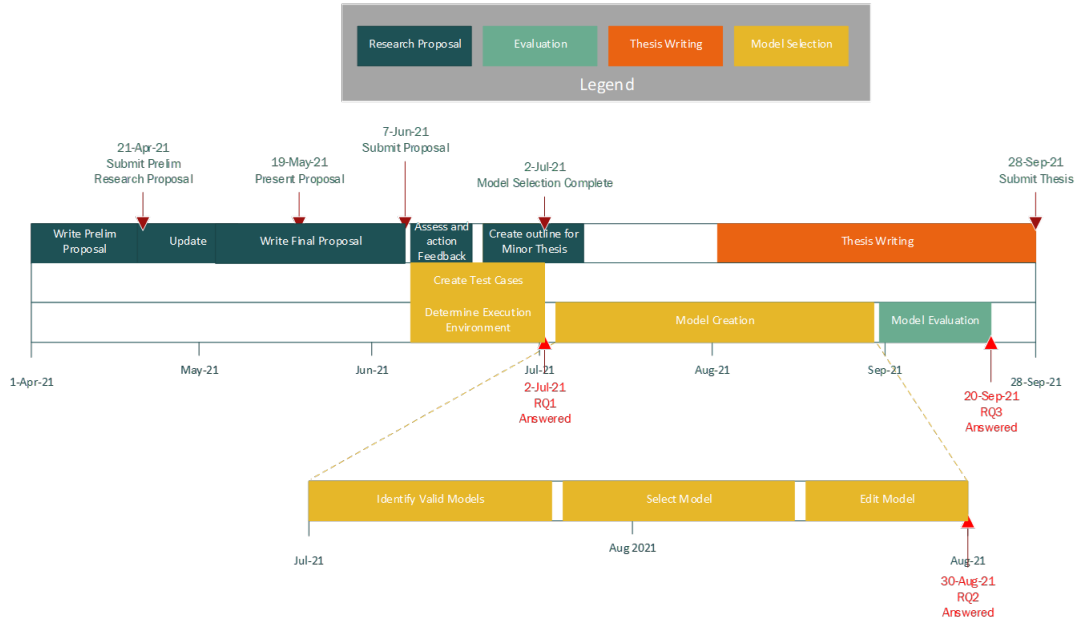 Research Proposal
Evaluation
Thesis Writing
Model Selection
Legend
21-Apr-21
Submit Prelim
Research Proposal
19-May-21
Present Proposal
7-Jun-21
Submit Proposal
2-Jul-21
Model Selection Complete
28-Sep-21
Submit Thesis
Write Prelim
Proposal
Update
Write Final Proposal
Assess and
action
Feedback
Create outline for
Minor Thesis
Thesis Writing
Create Test Cases
Determine Execution
Environment
Model Creation
Model Evaluation
1-Apr-21
May-21
Jun-21
Jul-21
Aug-21
Sep-21
28-Sep-21
2-Jul-21
RQ1
Answered
20-Sep-21
RQ3
Answered
Identify Valid Models
Select Model
Edit Model
Jul-21
Aug 2021
Aug-21
30-Aug-21
RQ2
Answered